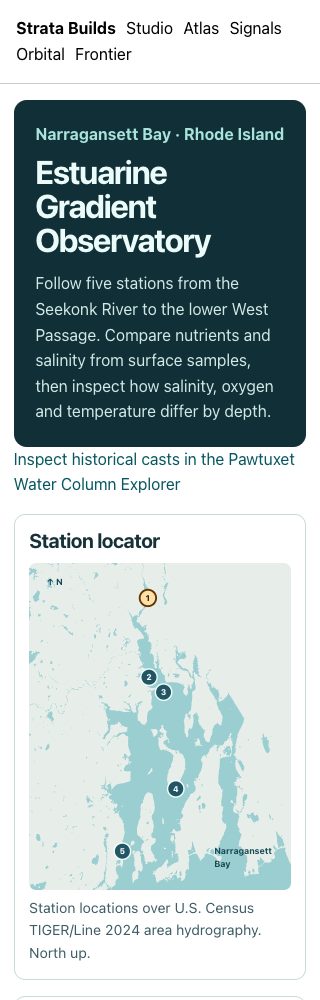 Strata Builds Studio Atlas Signals
Orbital Frontier
Narragansett Bay · Rhode Island
Estuarine
Gradient
Observatory
Follow five stations from the
Seekonk River to the lower West
Passage. Compare nutrients and
salinity from surface samples,
then inspect how salinity, oxygen
and temperature differ by depth.
Inspect historical casts in the Pawtuxet
Water Column Explorer
Station locator
↑ N
1
2
3
4
5
Narragansett
Bay
Station locations over U.S. Census
TIGER/Line 2024 area hydrography.
North up.